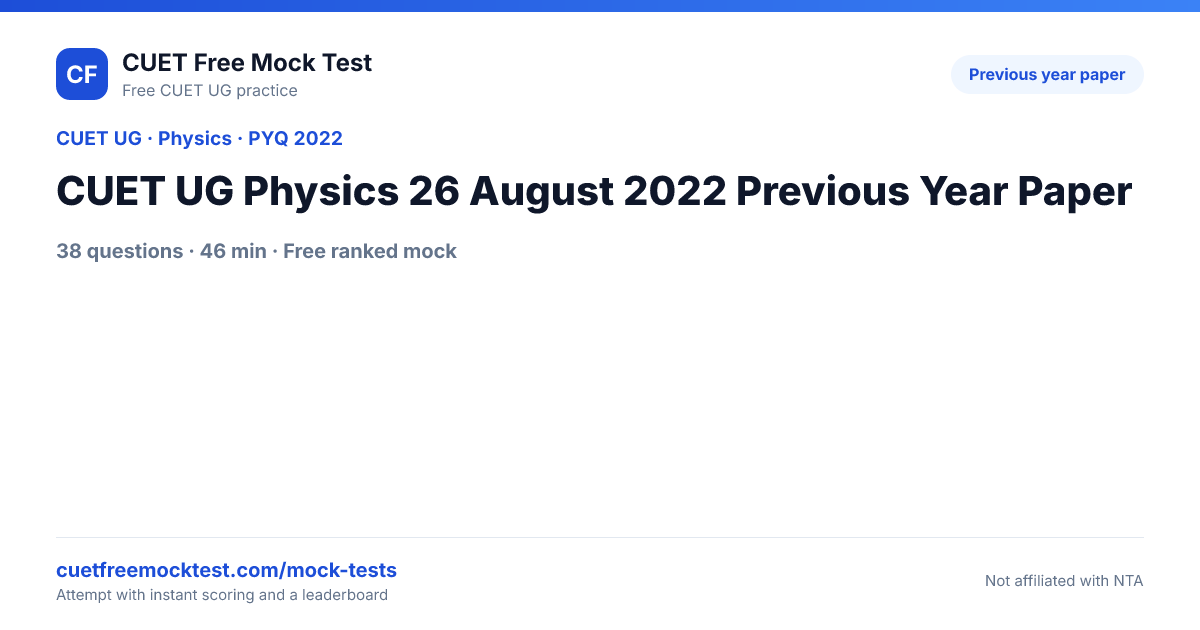 CF
CUET Free Mock Test
Free CUET UG practice
Previous year paper
CUET UG · Physics · PYQ 2022
CUET UG Physics 26 August 2022 Previous Year Paper
38 questions · 46 min · Free ranked mock
cuetfreemocktest.com/mock-tests
Attempt with instant scoring and a leaderboard
Not affiliated with NTA